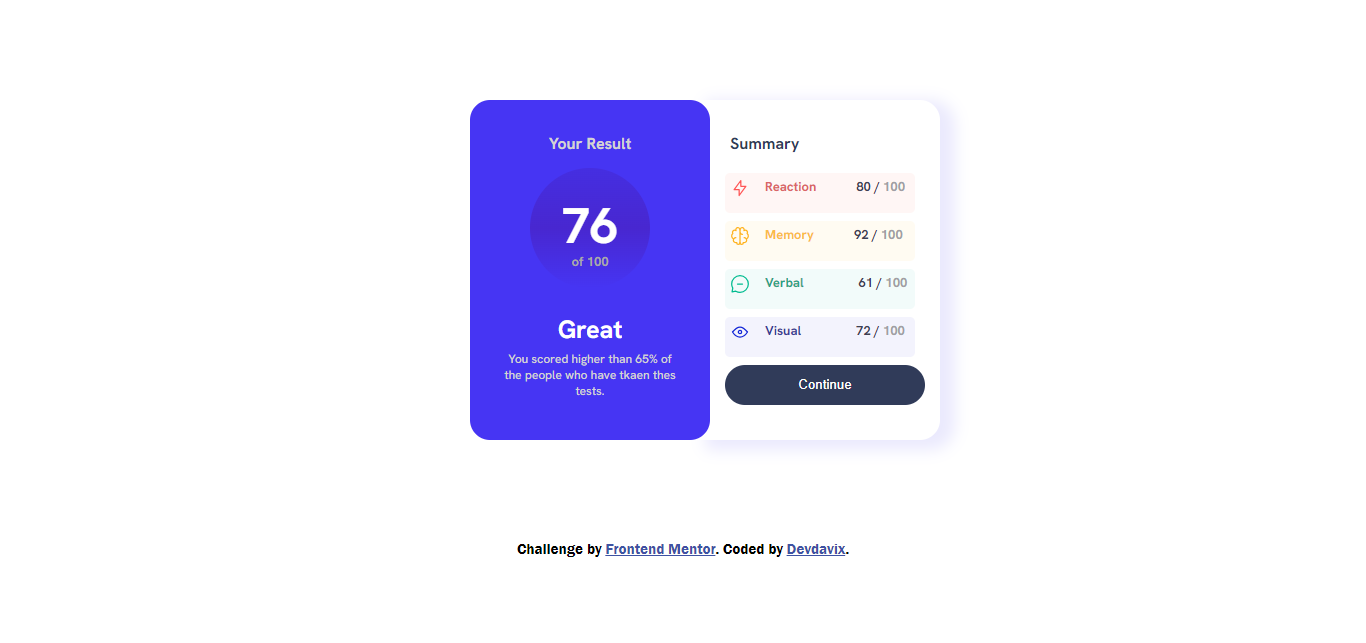 Your Result
76
of 100
Great
You scored higher than 65% of
the people who have tkaen thes
tests.
Summary
Reaction 80 / 100
Memory 92 / 100
Verbal 61 / 100
Visual 72 / 100
Continue
Challenge by Frontend Mentor. Coded by Devdavix.